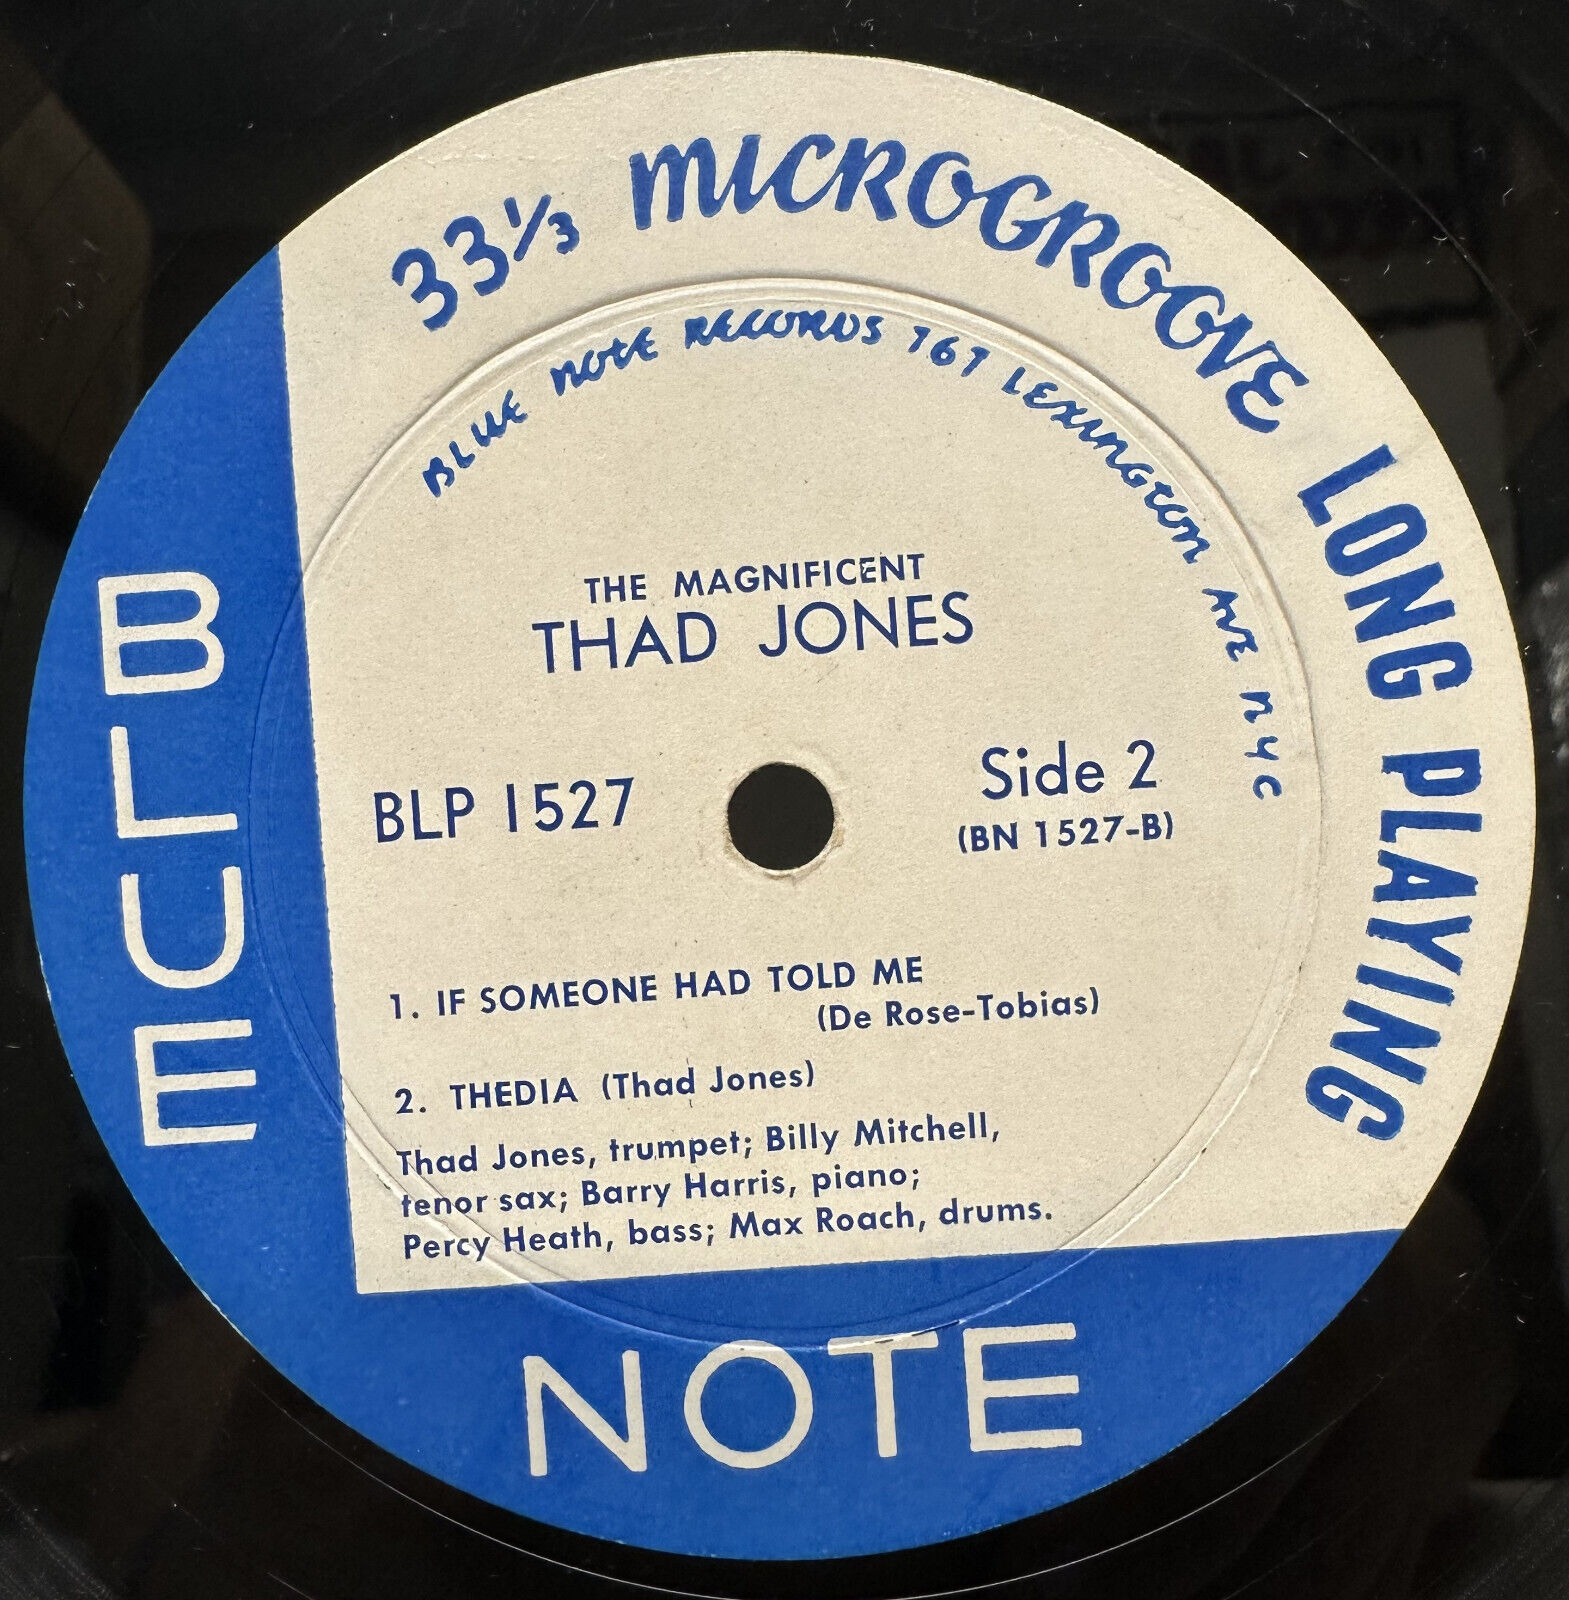 33⅓ MICROGROOVE LONG PLAYING
BLUE NOTE RECORDS 767 LEXINGTON AVE NYC
THE MAGNIFICENT
THAD JONES
BLP 1527
Side 2
(BN 1527-B)
1. IF SOMEONE HAD TOLD ME
(De Rose-Tobias)
2. THEDIA (Thad Jones)
Thad Jones, trumpet; Billy Mitchell,
tenor sax; Barry Harris, piano;
Percy Heath, bass; Max Roach, drums.
BLUE
NOTE